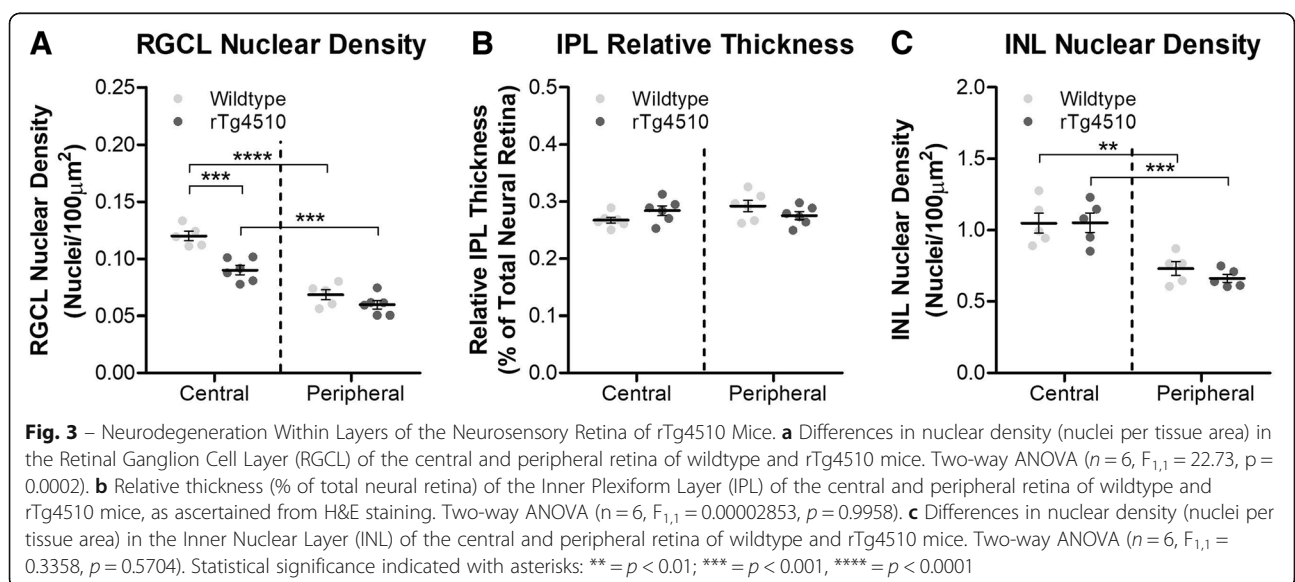 A RGCL Nuclear Density
RGCL Nuclear Density
(Nuclei/100µm²)
0.25
0.20
0.15
0.10
0.05
0.00
Wildtype
rTg4510
****
***
***
Central Peripheral
B IPL Relative Thickness
Relative IPL Thickness
(% of Total Neural Retina)
0.5
0.4
0.3
0.2
0.1
0.0
Wildtype
rTg4510
Central Peripheral
C INL Nuclear Density
INL Nuclear Density
(Nuclei/100µm²)
2.0
1.5
1.0
0.5
0.0
Wildtype
rTg4510
**
***
Central Peripheral
Fig. 3 – Neurodegeneration Within Layers of the Neurosensory Retina of rTg4510 Mice. a Differences in nuclear density (nuclei per tissue area) in
the Retinal Ganglion Cell Layer (RGCL) of the central and peripheral retina of wildtype and rTg4510 mice. Two-way ANOVA (n = 6, F1,1 = 22.73, p =
0.0002). b Relative thickness (% of total neural retina) of the Inner Plexiform Layer (IPL) of the central and peripheral retina of wildtype and
rTg4510 mice, as ascertained from H&E staining. Two-way ANOVA (n = 6, F1,1 = 0.00002853, p = 0.9958). c Differences in nuclear density (nuclei per
tissue area) in the Inner Nuclear Layer (INL) of the central and peripheral retina of wildtype and rTg4510 mice. Two-way ANOVA (n = 6, F1,1 =
0.3358, p = 0.5704). Statistical significance indicated with asterisks: ** = p < 0.01; *** = p < 0.001, **** = p < 0.0001